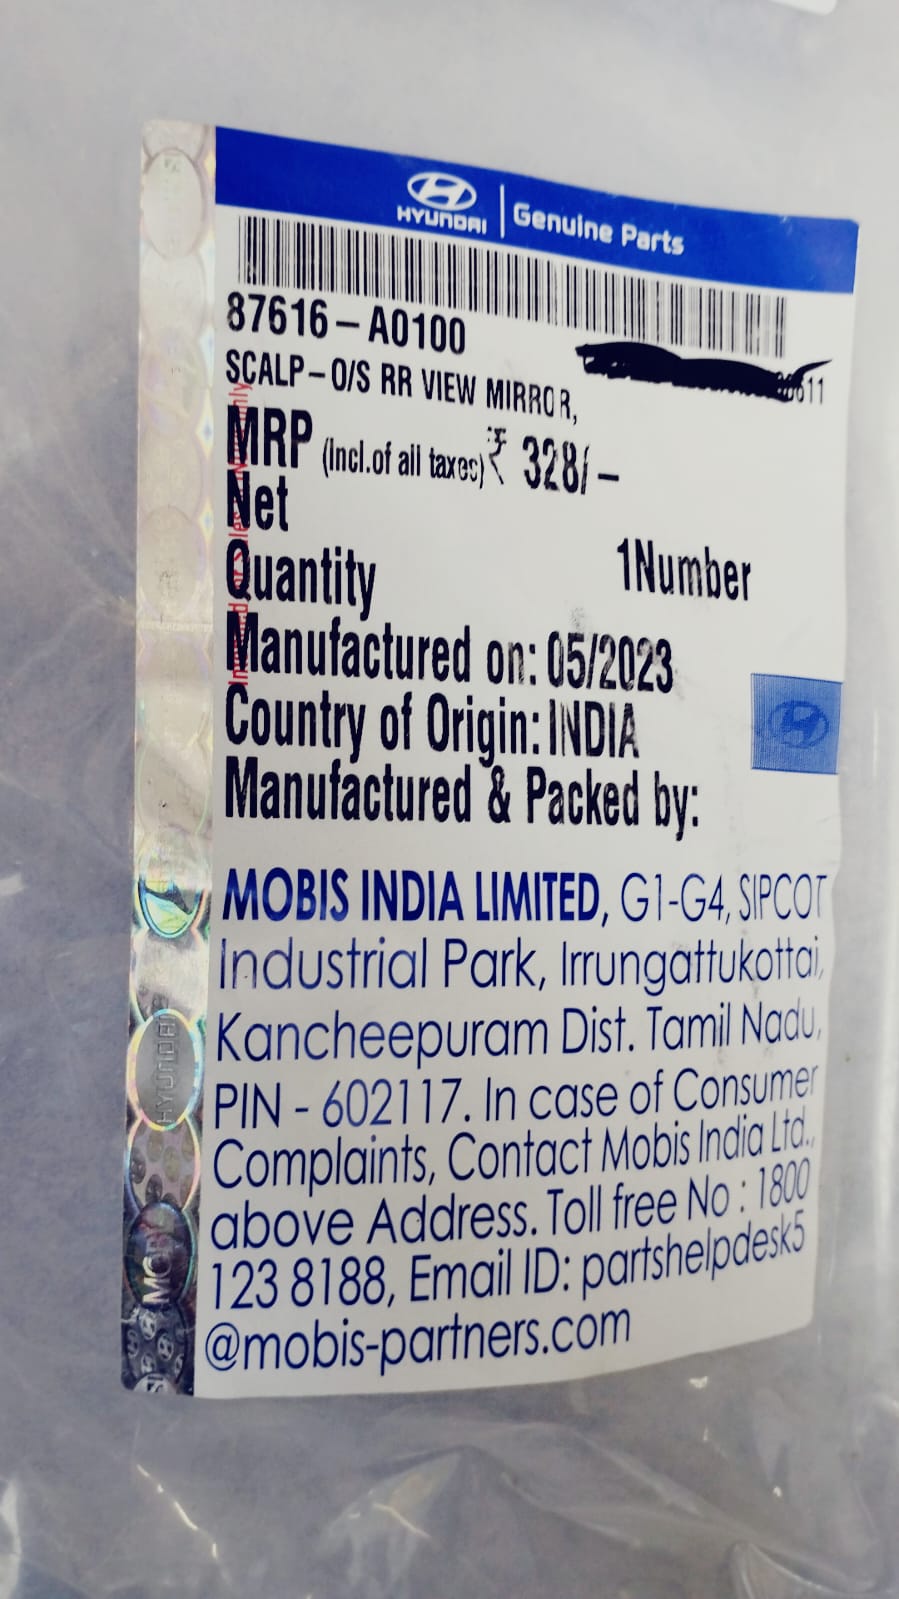 HYUNDAI | Genuine Parts
87616-A0100
SCALP-O/S RR VIEW MIRROR,
MRP (Incl.of all taxes) ₹ 328/-
Net
Quantity 1Number
Manufactured on: 05/2023
Country of Origin: INDIA
Manufactured & Packed by:
MOBIS INDIA LIMITED, G1-G4, SIPCOT
Industrial Park, Irrungattukottai,
Kancheepuram Dist. Tamil Nadu,
PIN - 602117. In case of Consumer
Complaints, Contact Mobis India Ltd.,
above Address. Toll free No : 1800
123 8188, Email ID: partshelpdesk5
@mobis-partners.com
HYUNDAI